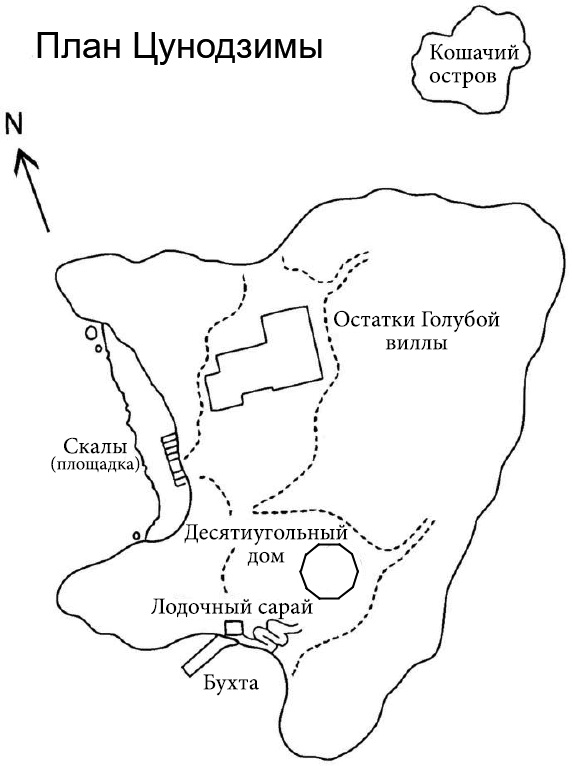 План Цунодзимы
Кошачий
остров
N
Остатки Голубой
виллы
Скалы
(площадка)
Десятиугольный
дом
Лодочный сарай
Бухта